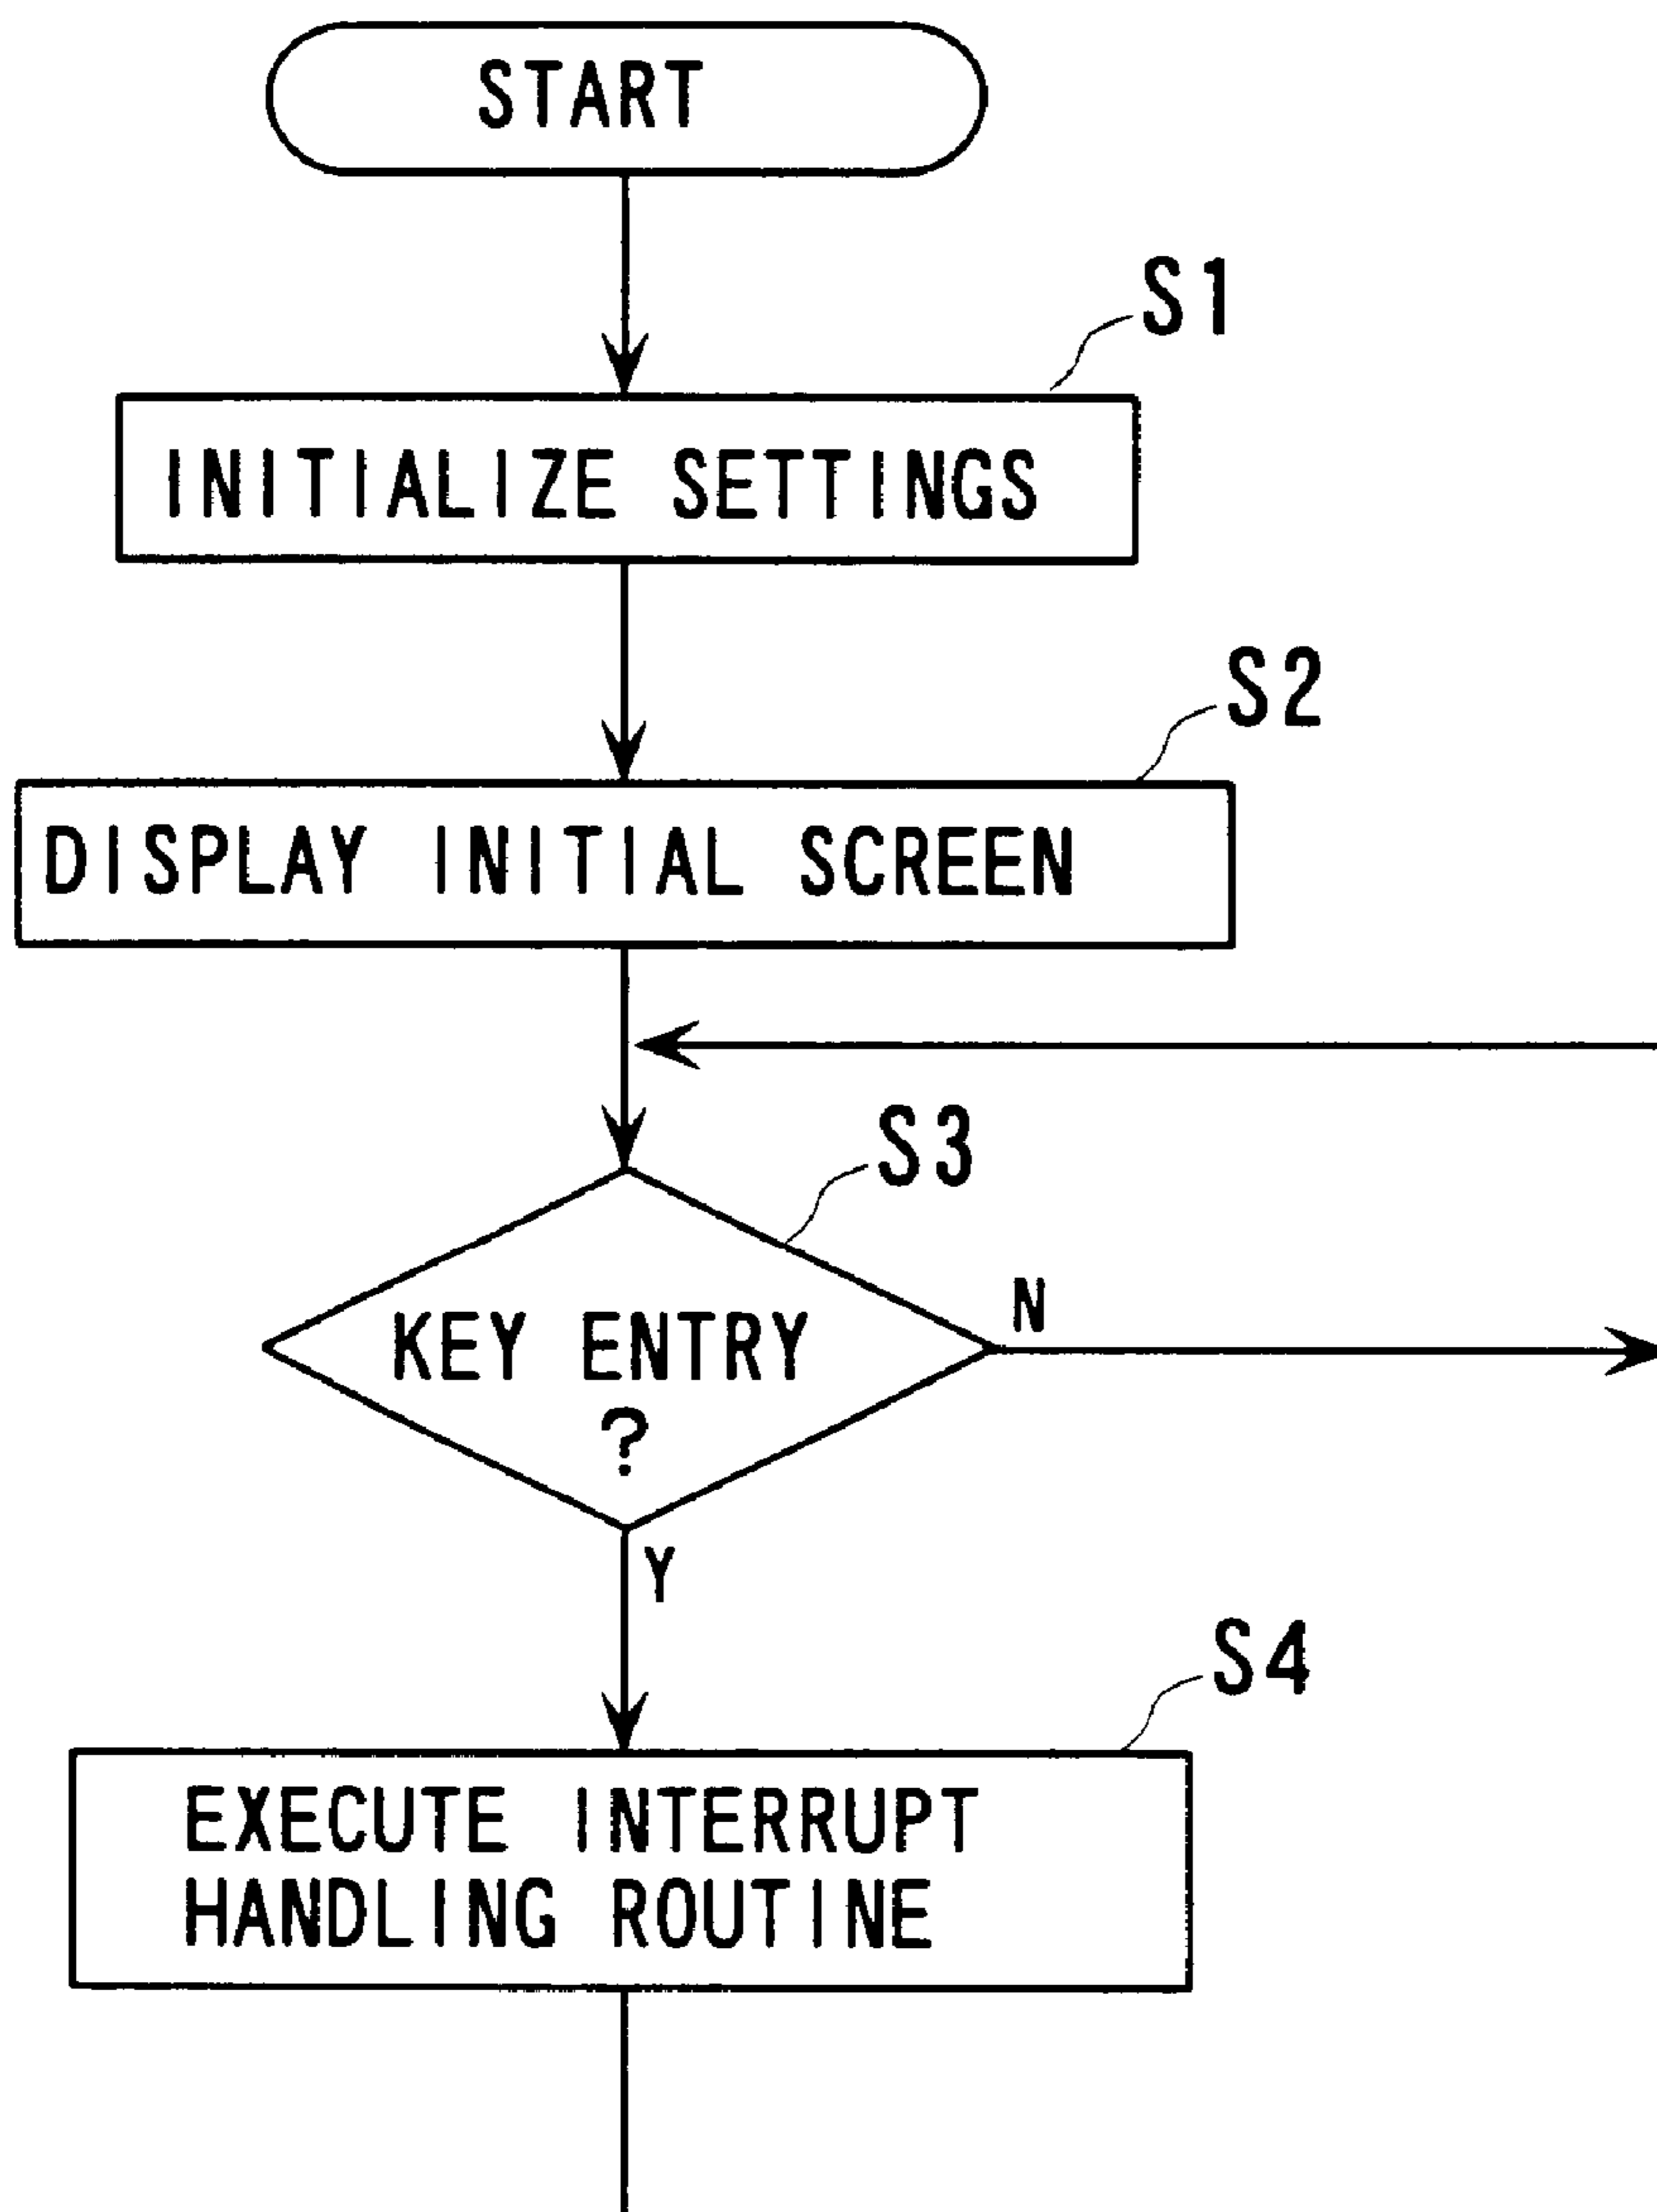 START
S1
INITIALIZE SETTINGS
S2
DISPLAY INITIAL SCREEN
S3
KEY ENTRY
?
N
Y
S4
EXECUTE INTERRUPT
HANDLING ROUTINE